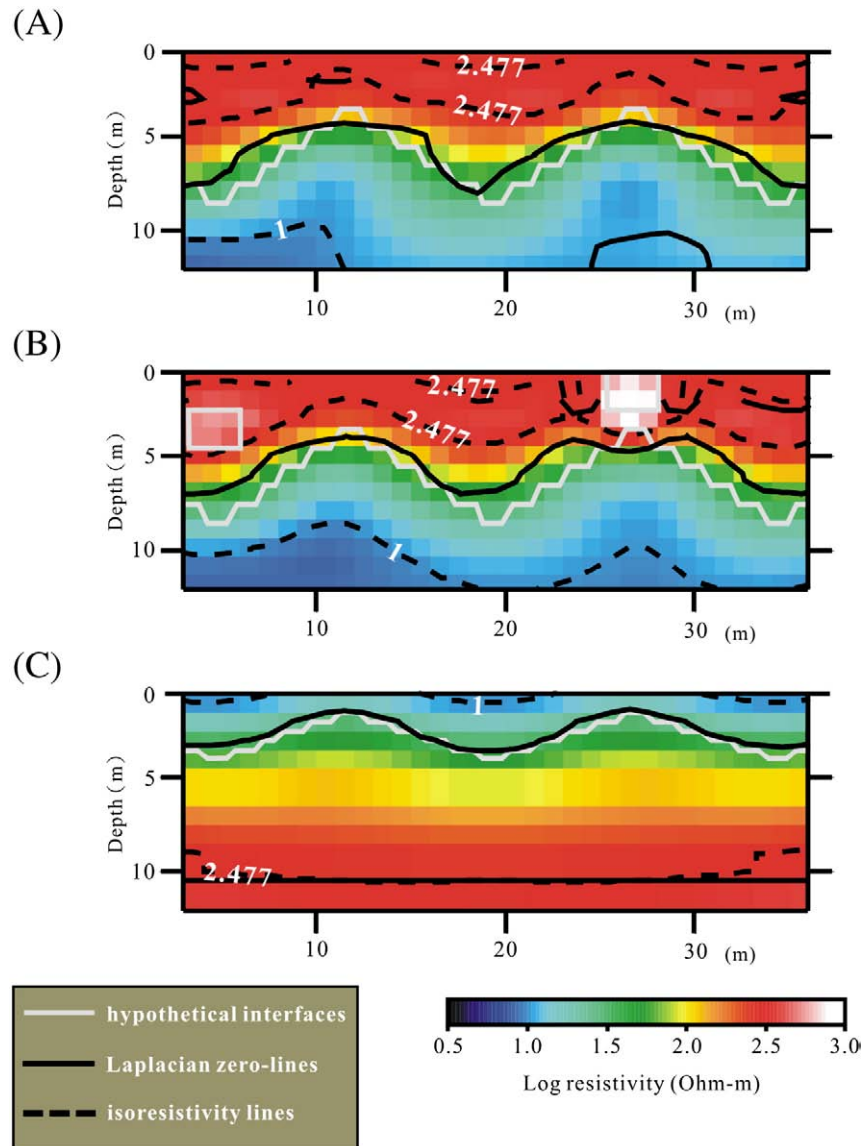 (A)
0
2.477
2.477
5
Depth (m)
10
1
10
20
30
(m)
(B)
0
2.477
2.477
5
Depth (m)
10
1
10
20
30
(m)
(C)
0
1
5
Depth (m)
10
2.477
10
20
30
(m)
hypothetical interfaces
Laplacian zero-lines
isoresistivity lines
0.5 1.0 1.5 2.0 2.5 3.0
Log resistivity (Ohm-m)